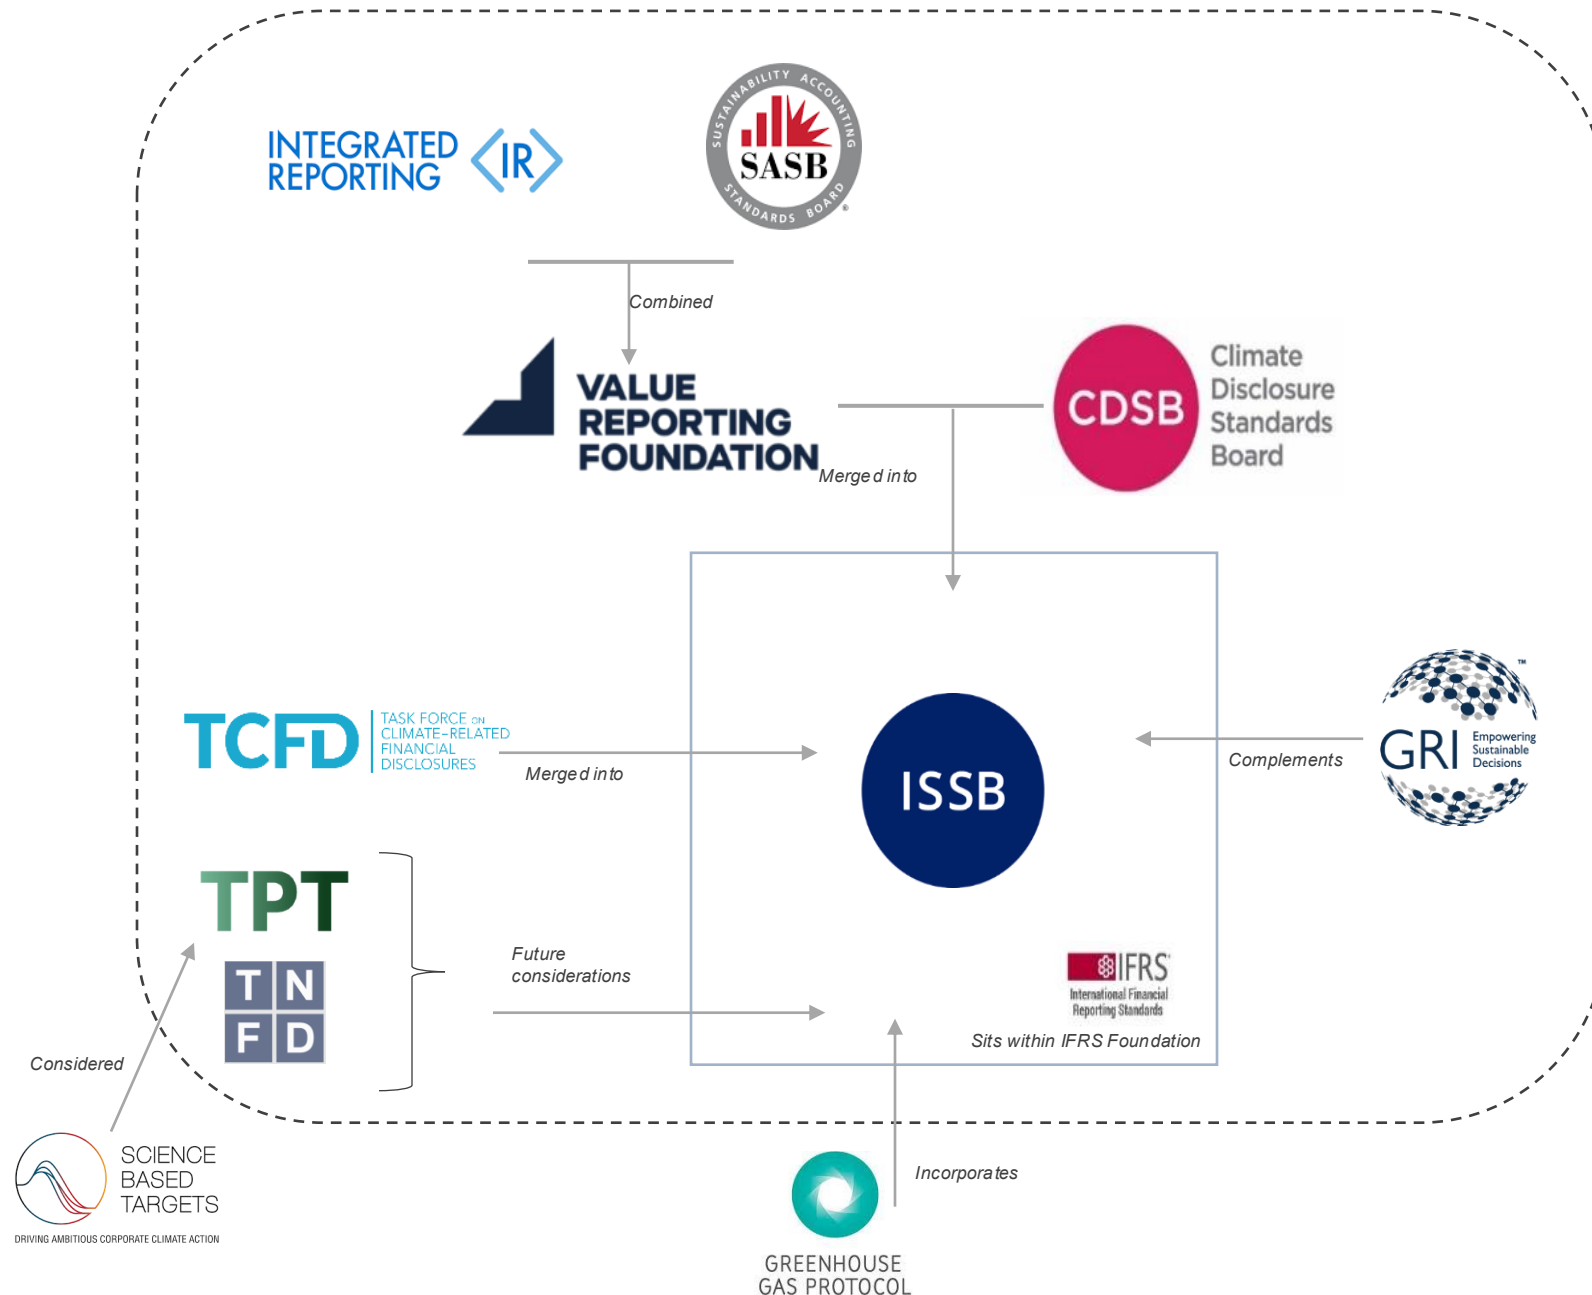 INTEGRATED
REPORTING
IR
SUSTAINABILITY ACCOUNTING
SASB
STANDARDS BOARD
®
Combined
VALUE
REPORTING
FOUNDATION
CDSB
Climate
Disclosure
Standards
Board
Merged into
TCFD
TASK FORCE ON
CLIMATE-RELATED
FINANCIAL
DISCLOSURES
Merged into
ISSB
TM
GRI
Empowering
Sustainable
Decisions
Complements
TPT
T N
F D
Future
considerations
IFRS
International Financial
Reporting Standards
Sits within IFRS Foundation
Considered
SCIENCE
BASED
TARGETS
DRIVING AMBITIOUS CORPORATE CLIMATE ACTION
Incorporates
GREENHOUSE
GAS PROTOCOL